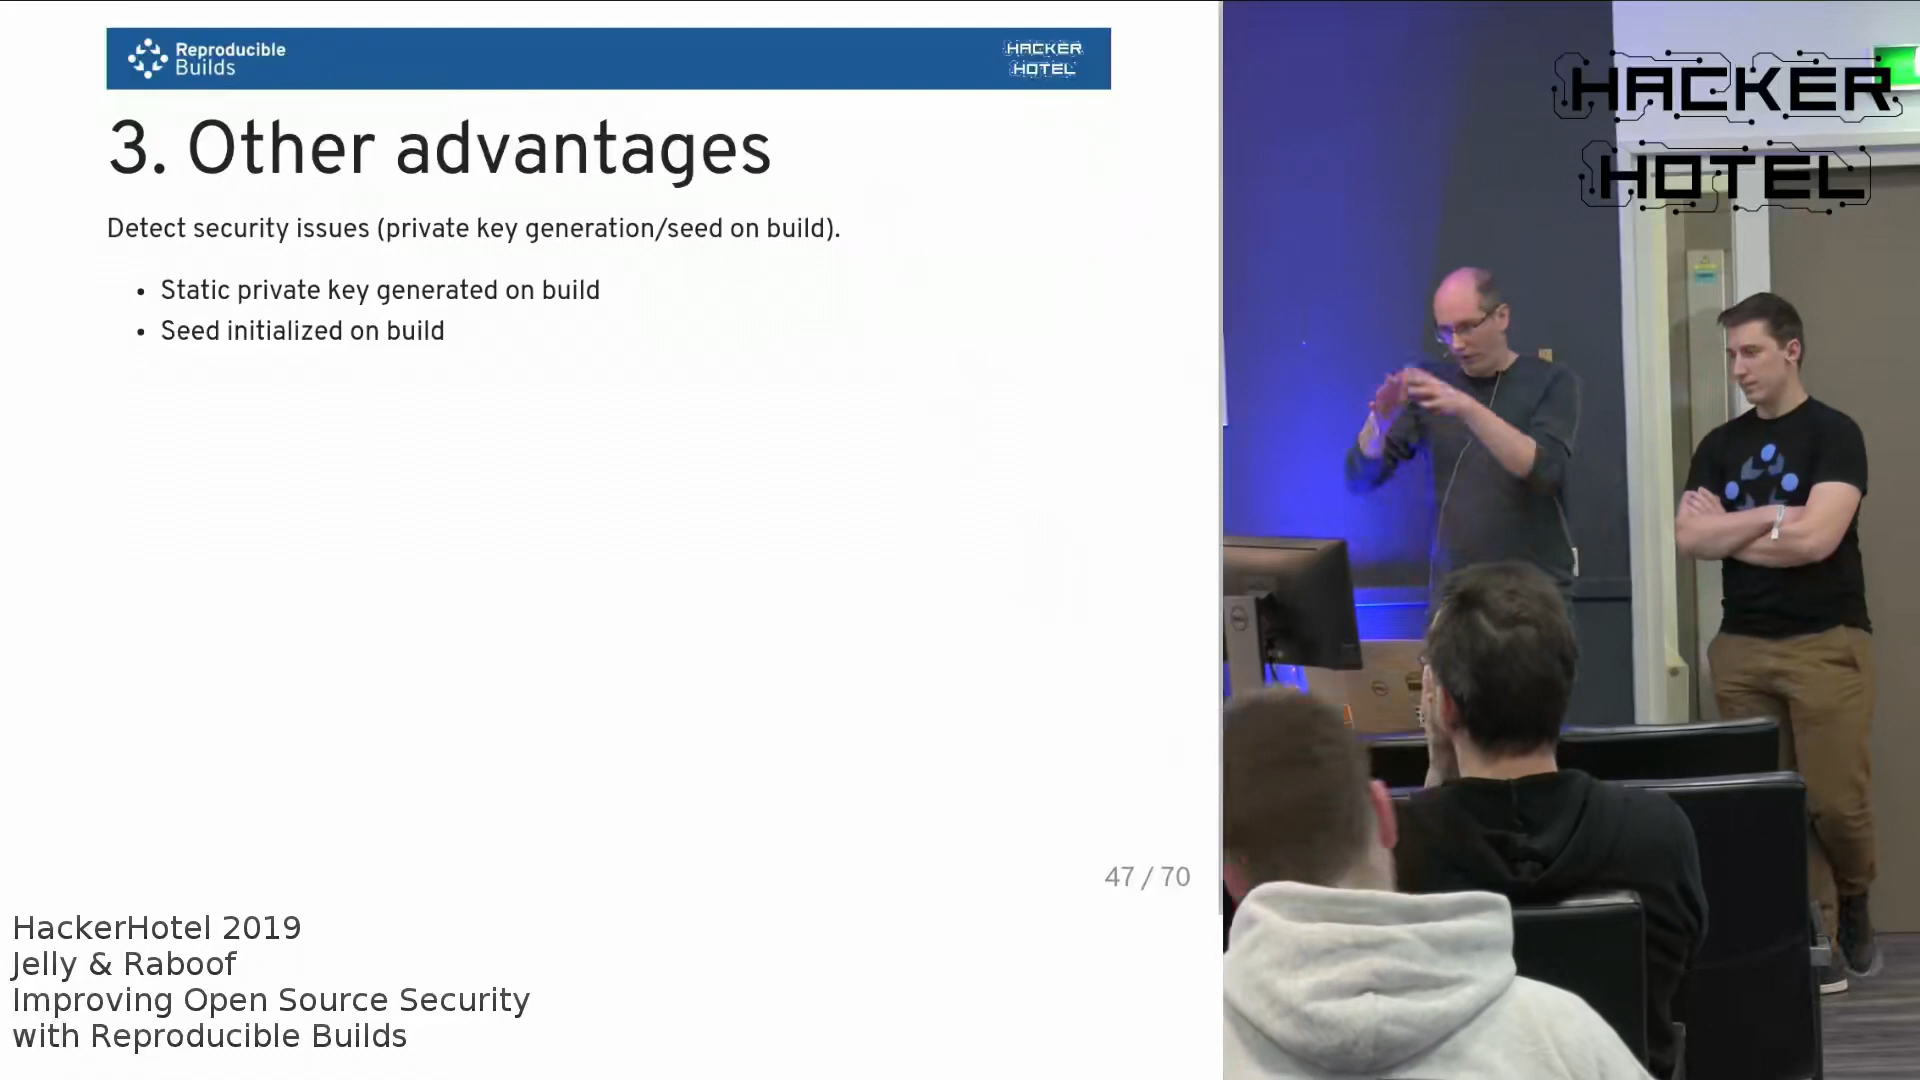 Reproducible
Builds
HACKER
HOTEL
3. Other advantages
Detect security issues (private key generation/seed on build).
• Static private key generated on build
• Seed initialized on build
47 / 70
HackerHotel 2019
Jelly & Raboof
Improving Open Source Security
with Reproducible Builds
HACKER
HOTEL